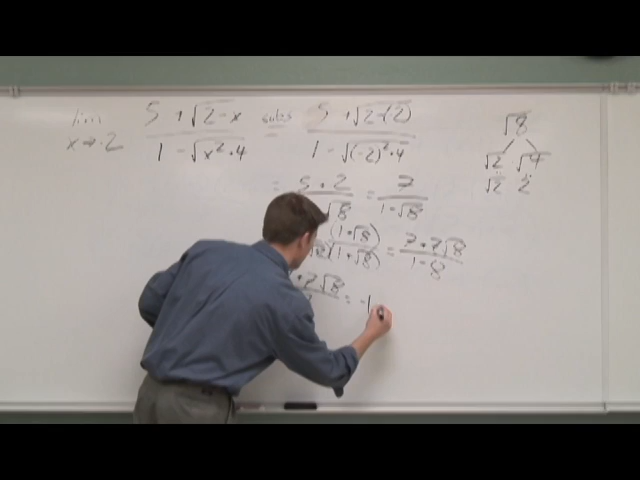 lim x→-2 5 + √2 - x / 1 - √x² + 4 subs = 5 + √2 - (-2) / 1 - √(-2)² + 4
= 5 + 2 / √8 = 7 / 1 - √8
(1 + √8) / (1 + √8) = 7 + 7√8 / 1 - 8
+ 7√8 = -1
√8
√2 √4
√2 2